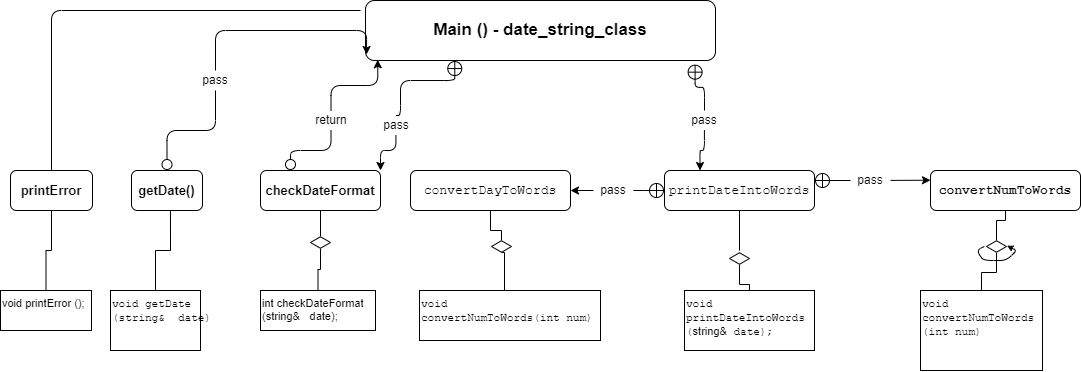 Main () - date_string_class
pass
return
pass
pass
printError
getDate()
checkDateFormat
convertDayToWords
pass
printDateIntoWords
pass
convertNumToWords
void printError ();
void getDate
(string&  date)
int checkDateFormat
(string&  date);
void
convertNumToWords(int num)
void
printDateIntoWords
(string& date);
void
convertNumToWords
(int num)